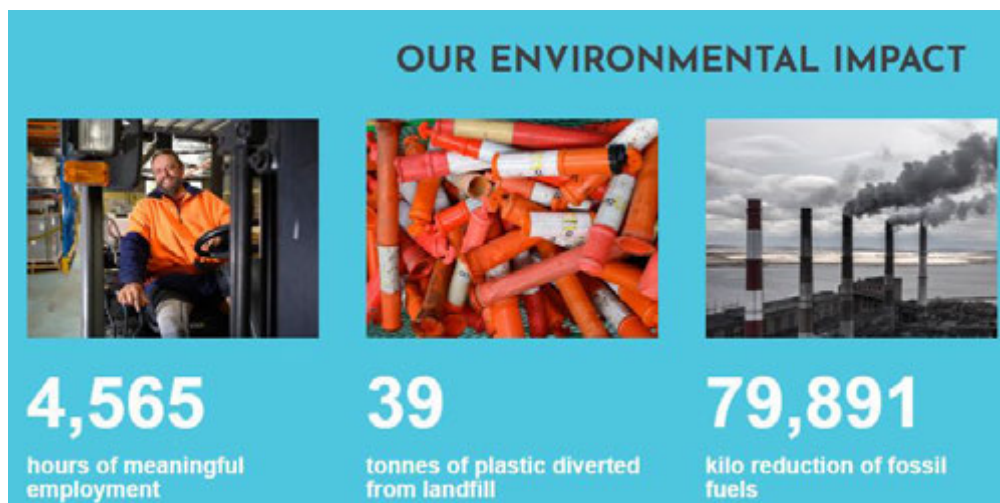 OUR ENVIRONMENTAL IMPACT
4,565
hours of meaningful
employment
39
tonnes of plastic diverted
from landfill
79,891
kilo reduction of fossil
fuels